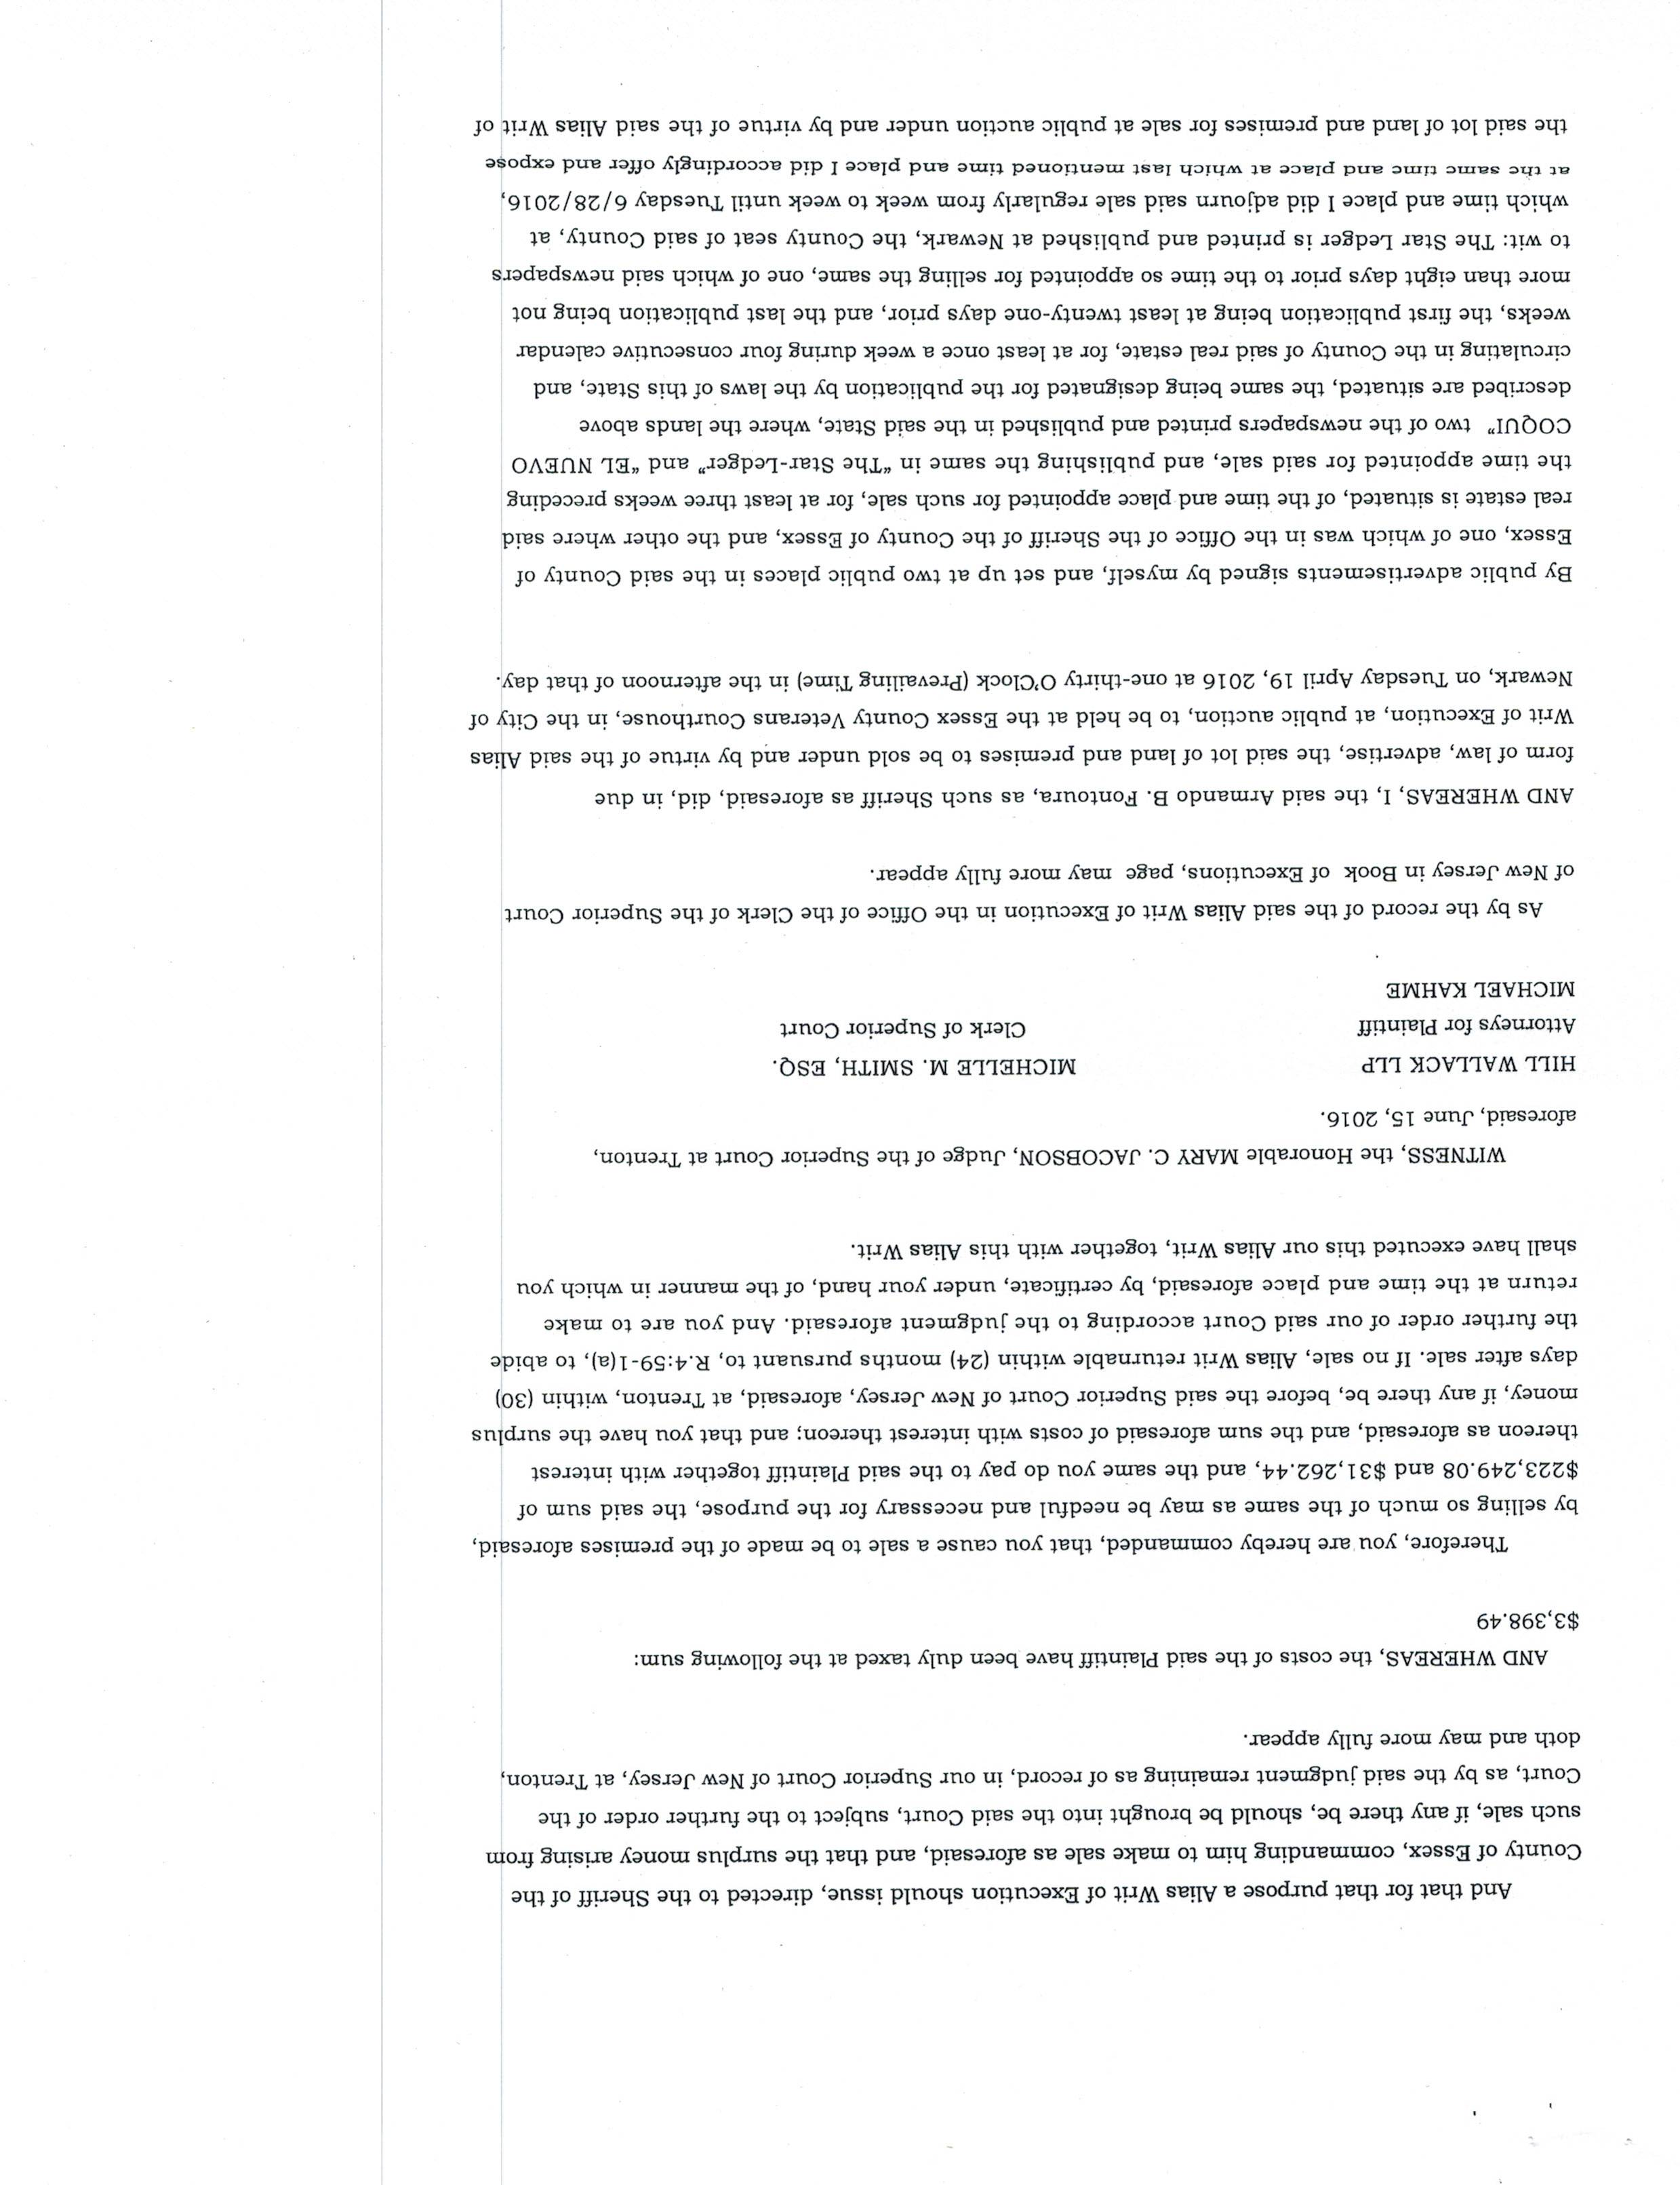 And that for that purpose a Alias Writ of Execution should issue, directed to the Sheriff of the
County of Essex, commanding him to make sale as aforesaid, and that the surplus money arising from
such sale, if any there be, should be brought into the said Court, subject to the further order of the
Court, as by the said judgment remaining as of record, in our Superior Court of New Jersey, at Trenton,
doth and may more fully appear.
AND WHEREAS, the costs of the said Plaintiff have been duly taxed at the following sum:
$3,398.49
Therefore, you are hereby commanded, that you cause a sale to be made of the premises aforesaid,
by selling so much of the same as may be needful and necessary for the purpose, the said sum of
$223,249.08 and $31,262.44, and the same you do pay to the said Plaintiff together with interest
thereon as aforesaid, and the sum aforesaid of costs with interest thereon; and that you have the surplus
money, if any there be, before the said Superior Court of New Jersey, aforesaid, at Trenton, within (30)
days after sale. If no sale, Alias Writ returnable within (24) months pursuant to, R.4:59-1(a), to abide
the further order of our said Court according to the judgment aforesaid. And you are to make
return at the time and place aforesaid, by certificate, under your hand, of the manner in which you
shall have executed this our Alias Writ, together with this Alias Writ.
WITNESS, the Honorable MARY C. JACOBSON, Judge of the Superior Court at Trenton,
aforesaid, June 15, 2016.
HILL WALLACK LLP MICHELLE M. SMITH, ESQ.
Attorneys for Plaintiff Clerk of Superior Court
MICHAEL KAHME
As by the record of the said Alias Writ of Execution in the Office of the Clerk of the Superior Court
of New Jersey in Book of Executions, page may more fully appear.
AND WHEREAS, I, the said Armando B. Fontoura, as such Sheriff as aforesaid, did, in due
form of law, advertise, the said lot of land and premises to be sold under and by virtue of the said Alias
Writ of Execution, at public auction, to be held at the Essex County Veterans Courthouse, in the City of
Newark, on Tuesday April 19, 2016 at one-thirty O'Clock (Prevailing Time) in the afternoon of that day.
By public advertisements signed by myself, and set up at two public places in the said County of
Essex, one of which was in the Office of the Sheriff of the County of Essex, and the other where said
real estate is situated, of the time and place appointed for such sale, for at least three weeks preceding
the time appointed for said sale, and publishing the same in “The Star-Ledger” and “EL NUEVO
COQUI” two of the newspapers printed and published in the said State, where the lands above
described are situated, the same being designated for the publication by the laws of this State, and
circulating in the County of said real estate, for at least once a week during four consecutive calendar
weeks, the first publication being at least twenty-one days prior, and the last publication being not
more than eight days prior to the time so appointed for selling the same, one of which said newspapers
to wit: The Star Ledger is printed and published at Newark, the County seat of said County, at
which time and place I did adjourn said sale regularly from week to week until Tuesday 6/28/2016,
at the same time and place at which last mentioned time and place I did accordingly offer and expose
the said lot of land and premises for sale at public auction under and by virtue of the said Alias Writ of